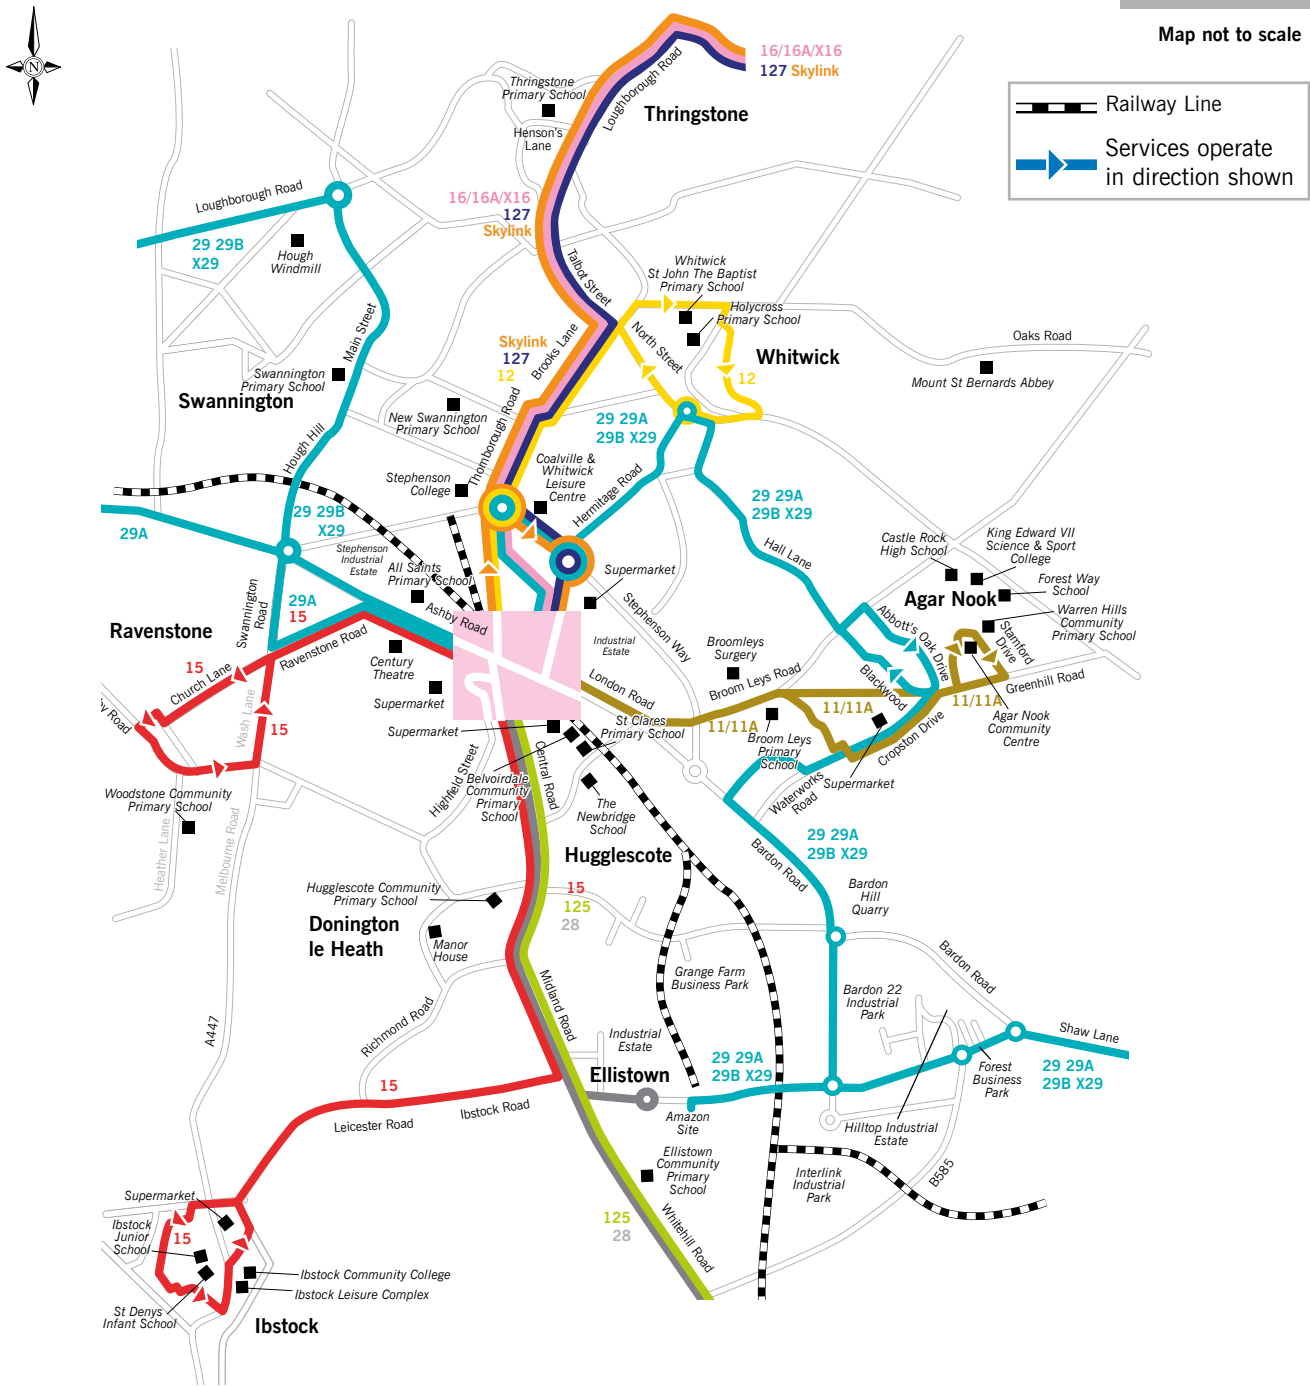 N
Map not to scale
Railway Line
Services operate
in direction shown
16/16A/X16
127 Skylink
Thringstone
Primary School
Henson's
Lane
Loughborough Road
Thringstone
Loughborough Road
29 29B
X29
Hough
Windmill
16/16A/X16
127
Skylink
Talbot Street
Whitwick
St John The Baptist
Primary School
Holycross
Primary School
North Street
Whitwick
12
Oaks Road
Mount St Bernards Abbey
Main Street
Swannington
Primary School
Swannington
Skylink
127
12
Brooks Lane
New Swannington
Primary School
Thornborough Road
29 29A
29B X29
Hough Hill
Stephenson
College
Coalville &
Whitwick
Leisure
Centre
Hermitage Road
29 29A
29B X29
29A
29 29B
X29
Stephenson
Industrial
Estate
All Saints
Primary School
Ashby Road
Supermarket
Hall Lane
Castle Rock
High School
King Edward VII
Science & Sport
College
Forest Way
School
Agar Nook
Warren Hills
Community
Primary School
Swannington
Road
29A
15
Ravenstone
Ravenstone Road
15
Church Lane
Century
Theatre
Supermarket
Industrial
Estate
Stephenson Way
Broomleys
Surgery
Abbott's Oak Drive
Stamford
Drive
Greenhill Road
11/11A
London Road
Broom Leys Road
11/11A
11/11A
Blackwood
Cropston Drive
Agar Nook
Community
Centre
by Road
Wash Lane
15
Supermarket
St Clares
Primary School
Broom Leys
Primary
School
Supermarket
Waterworks
Road
Woodstone Community
Primary School
Heather Lane
Melbourne Road
Highfield Street
Central Road
Belvoirdale
Community
Primary
School
The
Newbridge
School
Hugglescote
Bardon Road
29 29A
29B X29
Hugglescote Community
Primary School
15
125
28
Bardon
Hill
Quarry
Donington
le Heath
Manor
House
Grange Farm
Business Park
Bardon Road
Midland Road
Richmond Road
A447
Bardon 22
Industrial
Park
Industrial
Estate
Ellistown
29 29A
29B X29
Shaw Lane
29 29A
29B X29
Forest
Business
Park
15
Leicester Road
Ibstock Road
Amazon
Site
Hilltop Industrial
Estate
Ellistown
Community
Primary
School
Interlink
Industrial
Park
B585
Whitehill Road
125
28
Supermarket
Ibstock
Junior
School
15
Ibstock Community College
Ibstock Leisure Complex
St Denys
Infant School
Ibstock